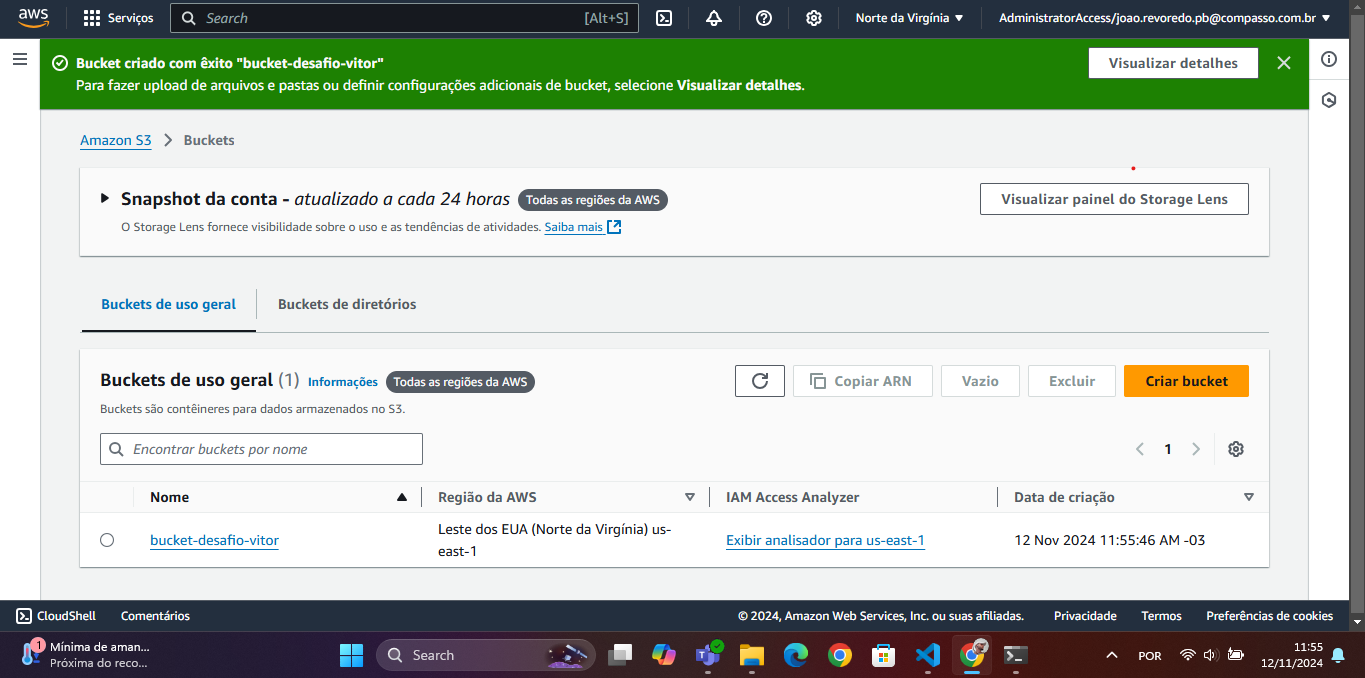 aws
Serviços
Search
[Alt+S]
Norte da Virgínia
AdministratorAccess/joao.revoredo.pb@compasso.com.br
Bucket criado com êxito "bucket-desafio-vitor"
Para fazer upload de arquivos e pastas ou definir configurações adicionais de bucket, selecione Visualizar detalhes.
Visualizar detalhes
Amazon S3
Buckets
Snapshot da conta - atualizado a cada 24 horas
Todas as regiões da AWS
O Storage Lens fornece visibilidade sobre o uso e as tendências de atividades. Saiba mais
Visualizar painel do Storage Lens
Buckets de uso geral
Buckets de diretórios
Buckets de uso geral (1)
Informações
Todas as regiões da AWS
Buckets são contêineres para dados armazenados no S3.
Copiar ARN
Vazio
Excluir
Criar bucket
Encontrar buckets por nome
1
Nome
Região da AWS
IAM Access Analyzer
Data de criação
bucket-desafio-vitor
Leste dos EUA (Norte da Virgínia) us-
east-1
Exibir analisador para us-east-1
12 Nov 2024 11:55:46 AM -03
CloudShell
Comentários
© 2024, Amazon Web Services, Inc. ou suas afiliadas.
Privacidade
Termos
Preferências de cookies
1
Mínima de aman...
Próxima do reco...
Search
POR
11:55
12/11/2024